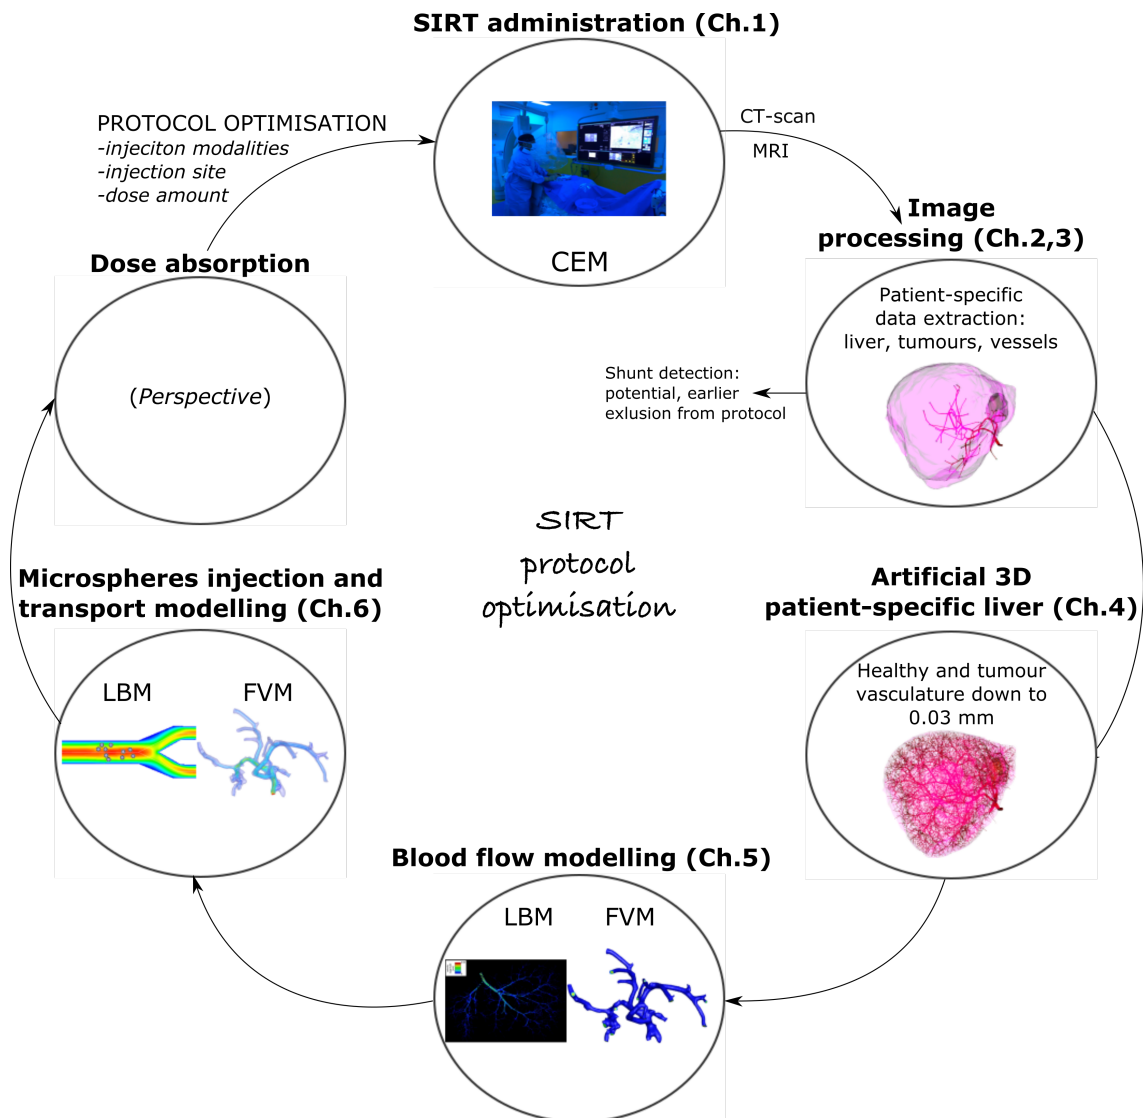 SIRT administration (Ch.1)
CEM
CT-scan
MRI
Image
processing (Ch.2,3)
Patient-specific
data extraction:
liver, tumours, vessels
Shunt detection:
potential, earlier
exlusion from protocol
Artificial 3D
patient-specific liver (Ch.4)
Healthy and tumour
vasculature down to
0.03 mm
Blood flow modelling (Ch.5)
LBM FVM
Microspheres injection and
transport modelling (Ch.6)
LBM FVM
Dose absorption
(Perspective)
PROTOCOL OPTIMISATION
-injeciton modalities
-injection site
-dose amount
SIRT
protocol
optimisation